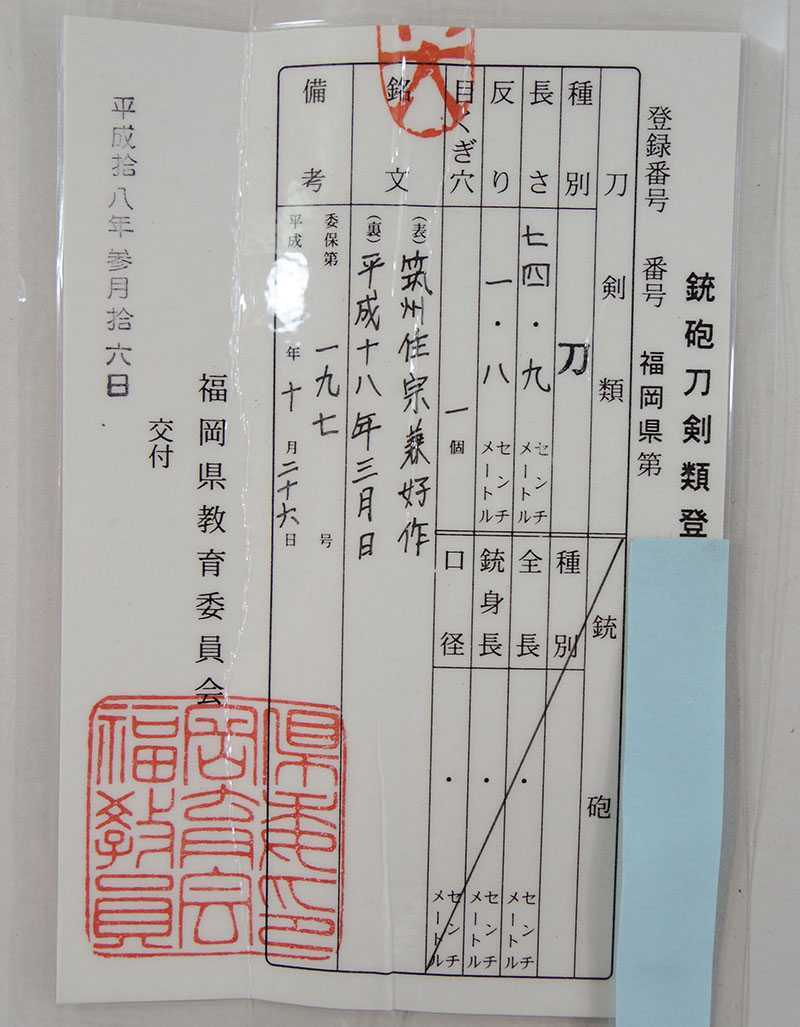 銃砲刀剣類登
登録番号 番号 福岡県第
刀剣類
種別 刀
長さ 七四・九 センチメートル
反り 一・八 センチメートル
目くぎ穴 一個
銘文 (表)筑州住宗兼好作
(裏)平成十八年三月日
備考 委保第一九七号
平成 年十月二十六日
銃砲
種別
全長 ・ センチメートル
銃身長 ・ センチメートル
口径 ・ センチメートル
平成拾八年参月拾六日
交付
福岡県教育委員会